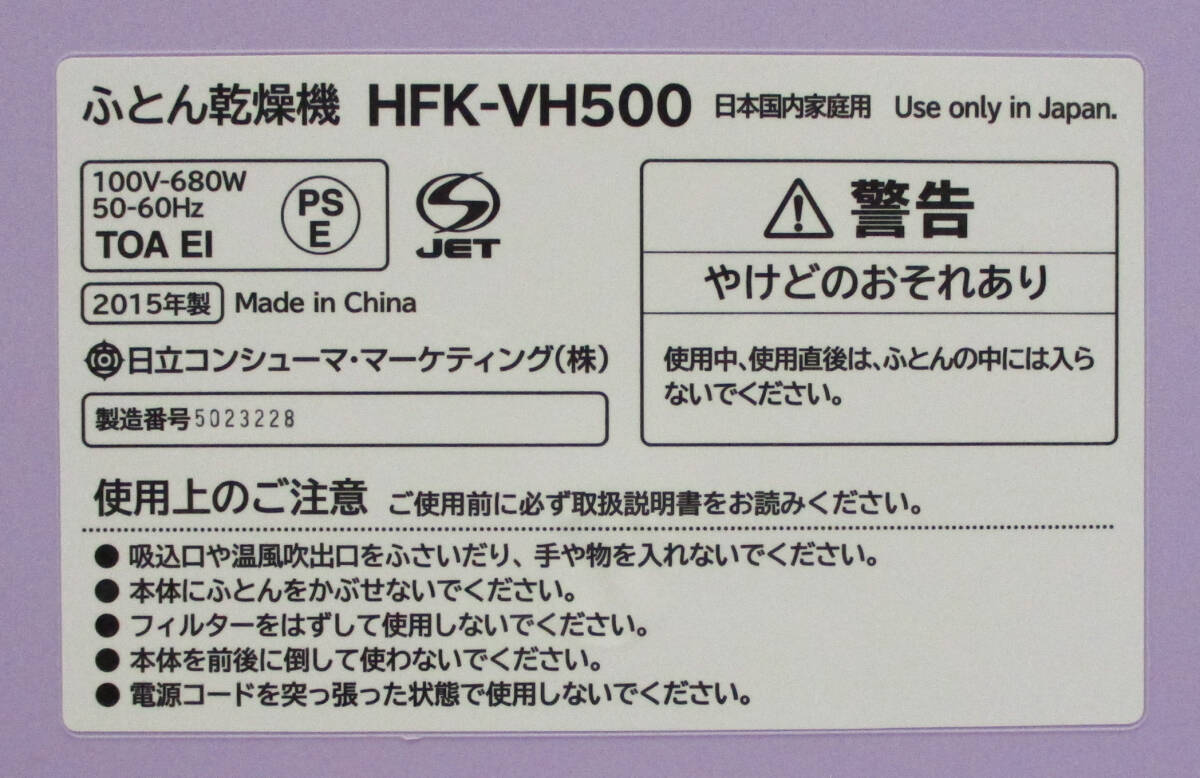 ふとん乾燥機 HFK-VH500 日本国内家庭用 Use only in Japan.
100V-680W
50-60Hz
TOA EI
PS
E
JET
2015年製 Made in China
日立コンシューマ・マーケティング(株)
製造番号 5023228
警告
やけどのおそれあり
使用中、使用直後は、ふとんの中には入ら
ないでください。
使用上のご注意 ご使用前に必ず取扱説明書をお読みください。
● 吸込口や温風吹出口をふさいだり、手や物を入れないでください。
● 本体にふとんをかぶせないでください。
● フィルターをはずして使用しないでください。
● 本体を前後に倒して使わないでください。
● 電源コードを突っ張った状態で使用しないでください。